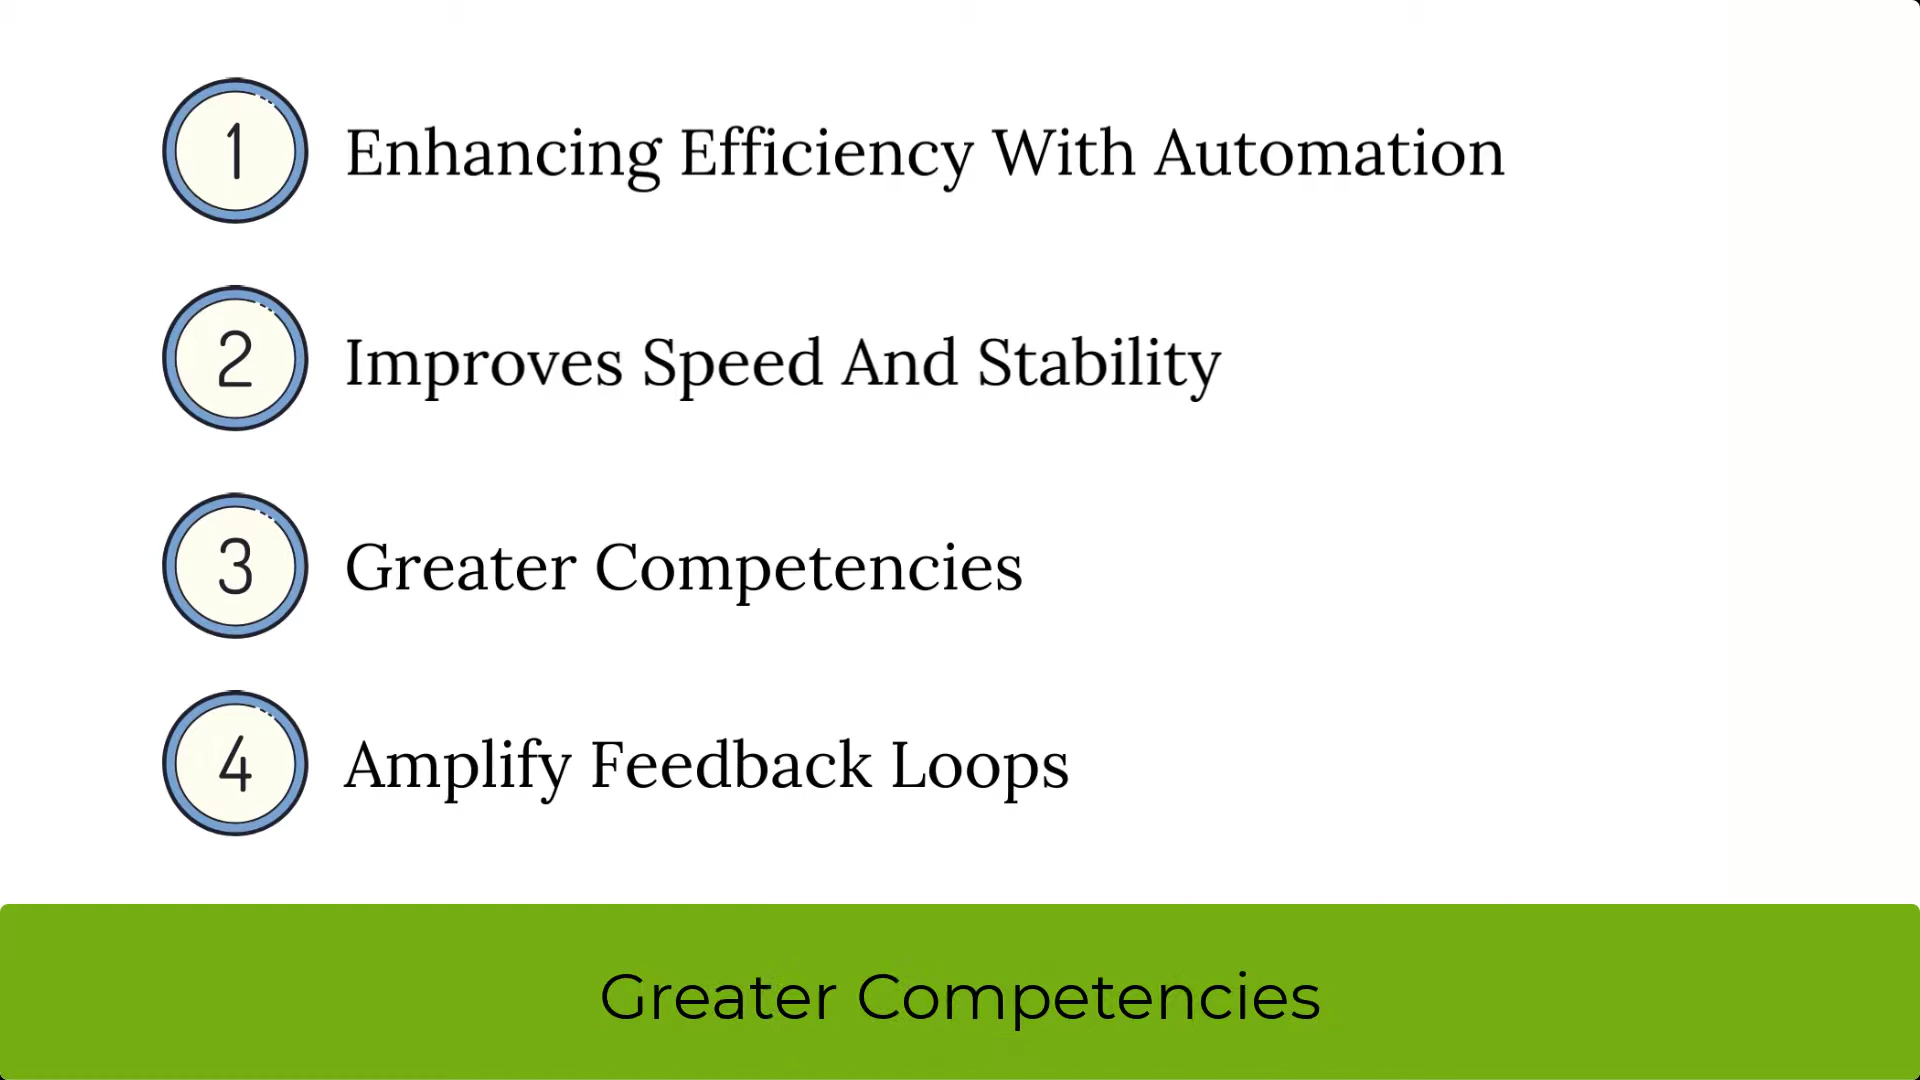 1 Enhancing Efficiency With Automation
2 Improves Speed And Stability
3 Greater Competencies
4 Amplify Feedback Loops
Greater Competencies